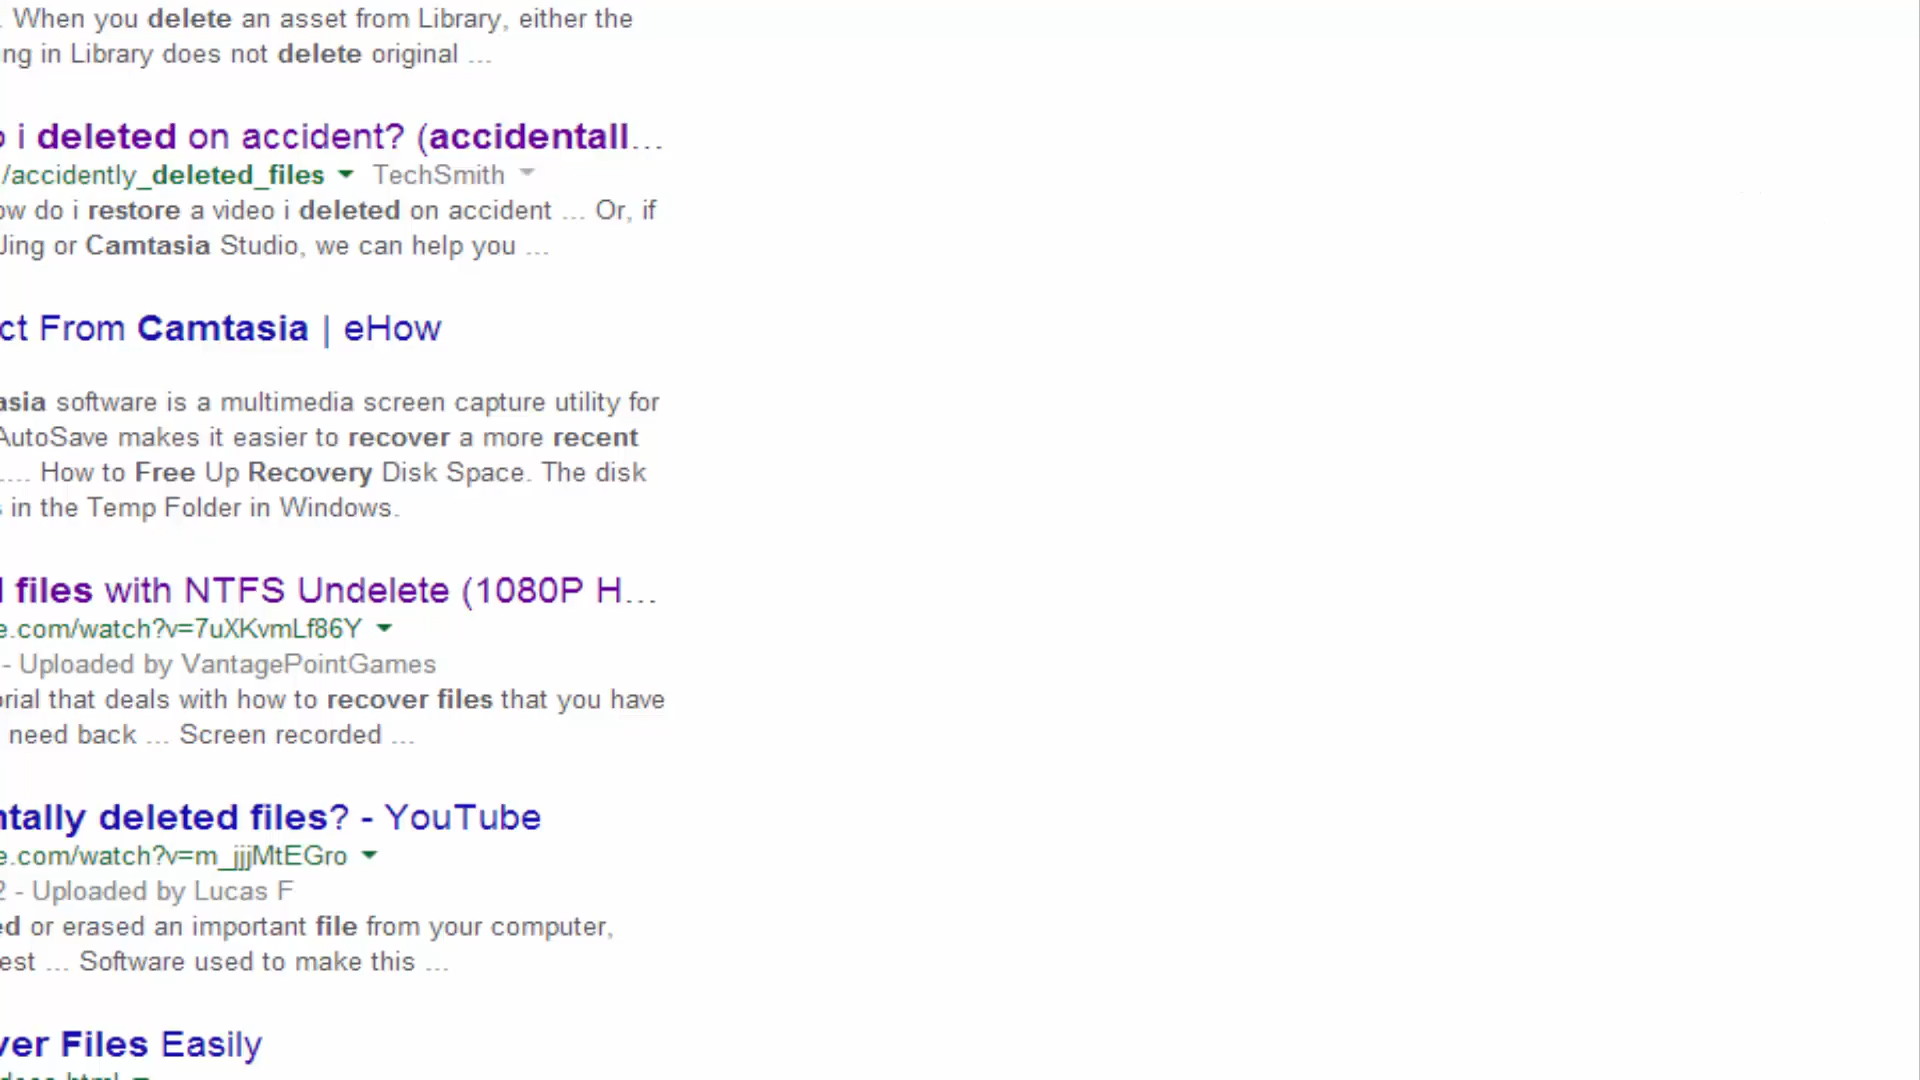 . When you delete an asset from Library, either the
ng in Library does not delete original ...
o i deleted on accident? (accidentall...
/accidently_deleted_files TechSmith
ow do i restore a video i deleted on accident ... Or, if
Jing or Camtasia Studio, we can help you ...
ct From Camtasia | eHow
asia software is a multimedia screen capture utility for
AutoSave makes it easier to recover a more recent
.... How to Free Up Recovery Disk Space. The disk
s in the Temp Folder in Windows.
l files with NTFS Undelete (1080P H...
e.com/watch?v=7uXKvmLf86Y
- Uploaded by VantagePointGames
orial that deals with how to recover files that you have
need back ... Screen recorded ...
ntally deleted files? - YouTube
e.com/watch?v=m_jjjMtEGro
2 - Uploaded by Lucas F
ed or erased an important file from your computer,
est ... Software used to make this ...
ver Files Easily